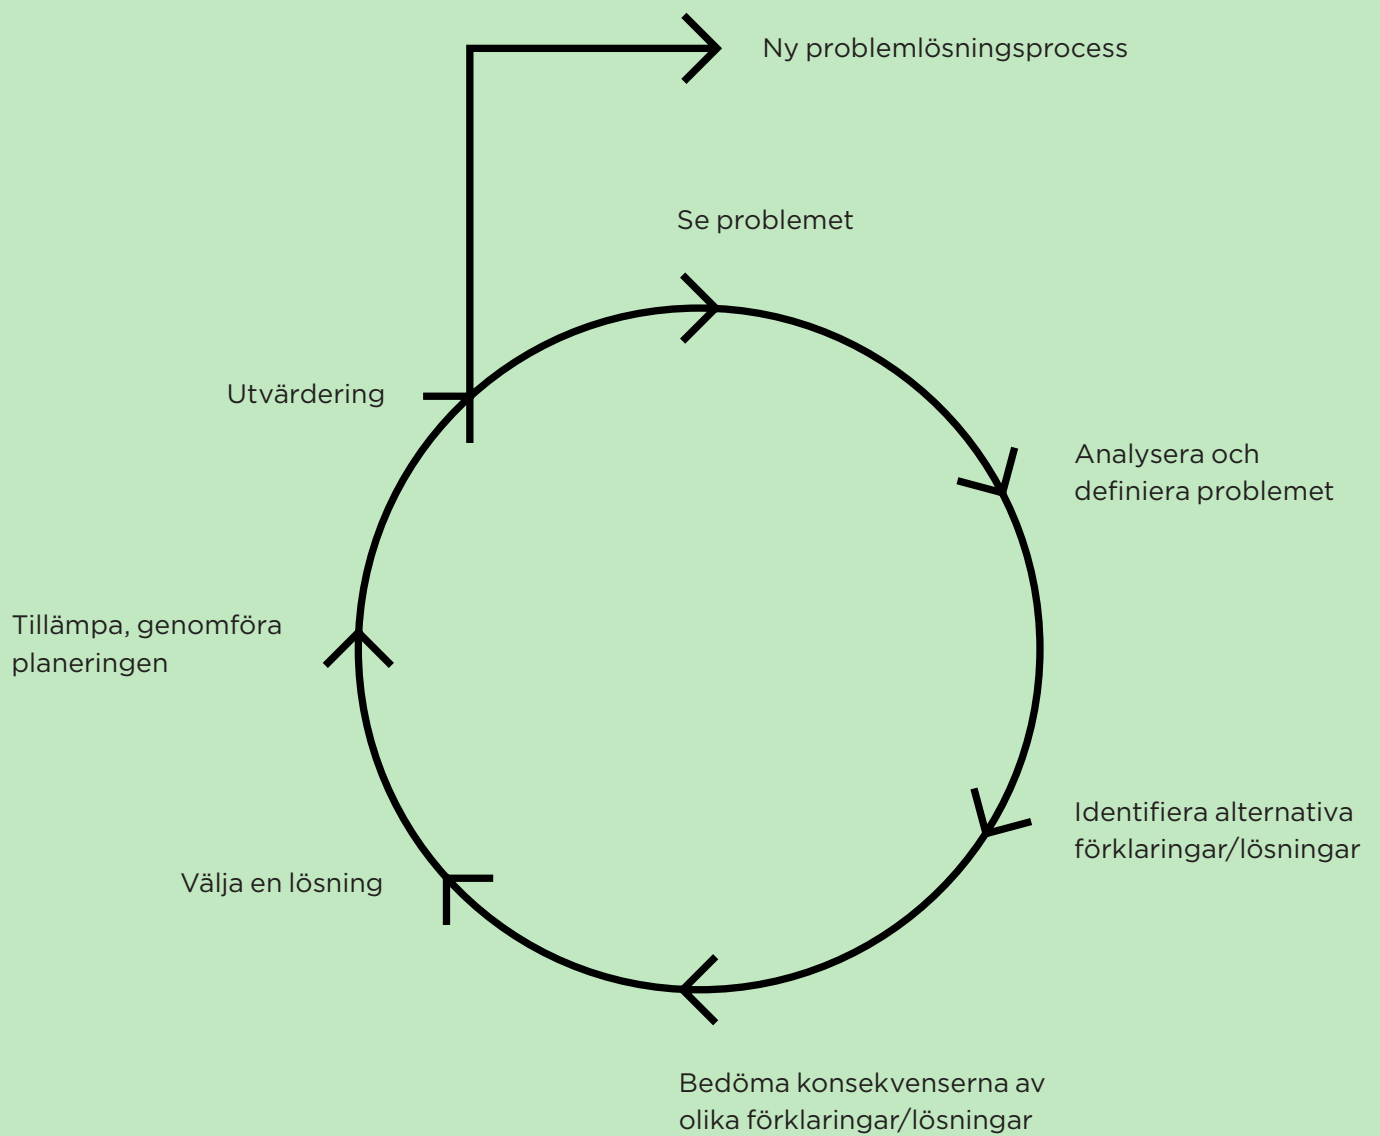 Ny problemlösningsprocess
Se problemet
Utvärdering
Analysera och
definiera problemet
Tillämpa, genomföra
planeringen
Identifiera alternativa
förklaringar/lösningar
Välja en lösning
Bedöma konsekvenserna av
olika förklaringar/lösningar